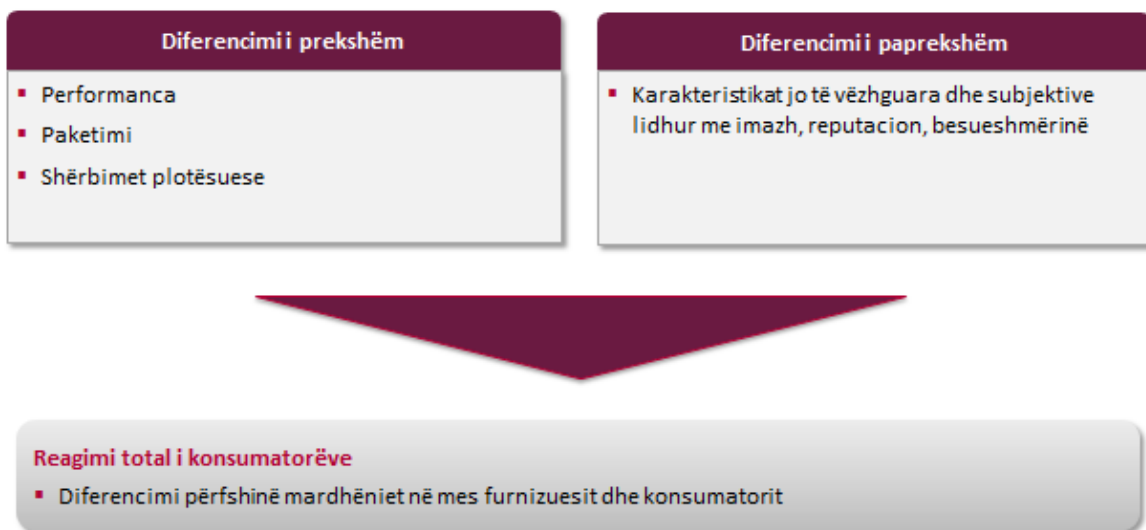 Diferencimi i prekshëm
Performanca
Paketimi
Shërbimet plotësuese
Diferencimi i paprekshëm
Karakteristikat jo të vëzhguara dhe subjektive
lidhur me imazh, reputacion, besueshmërinë
Reagimi total i konsumatorëve
Diferencimi përfshinë mardhëniet në mes furnizuesit dhe konsumatorit